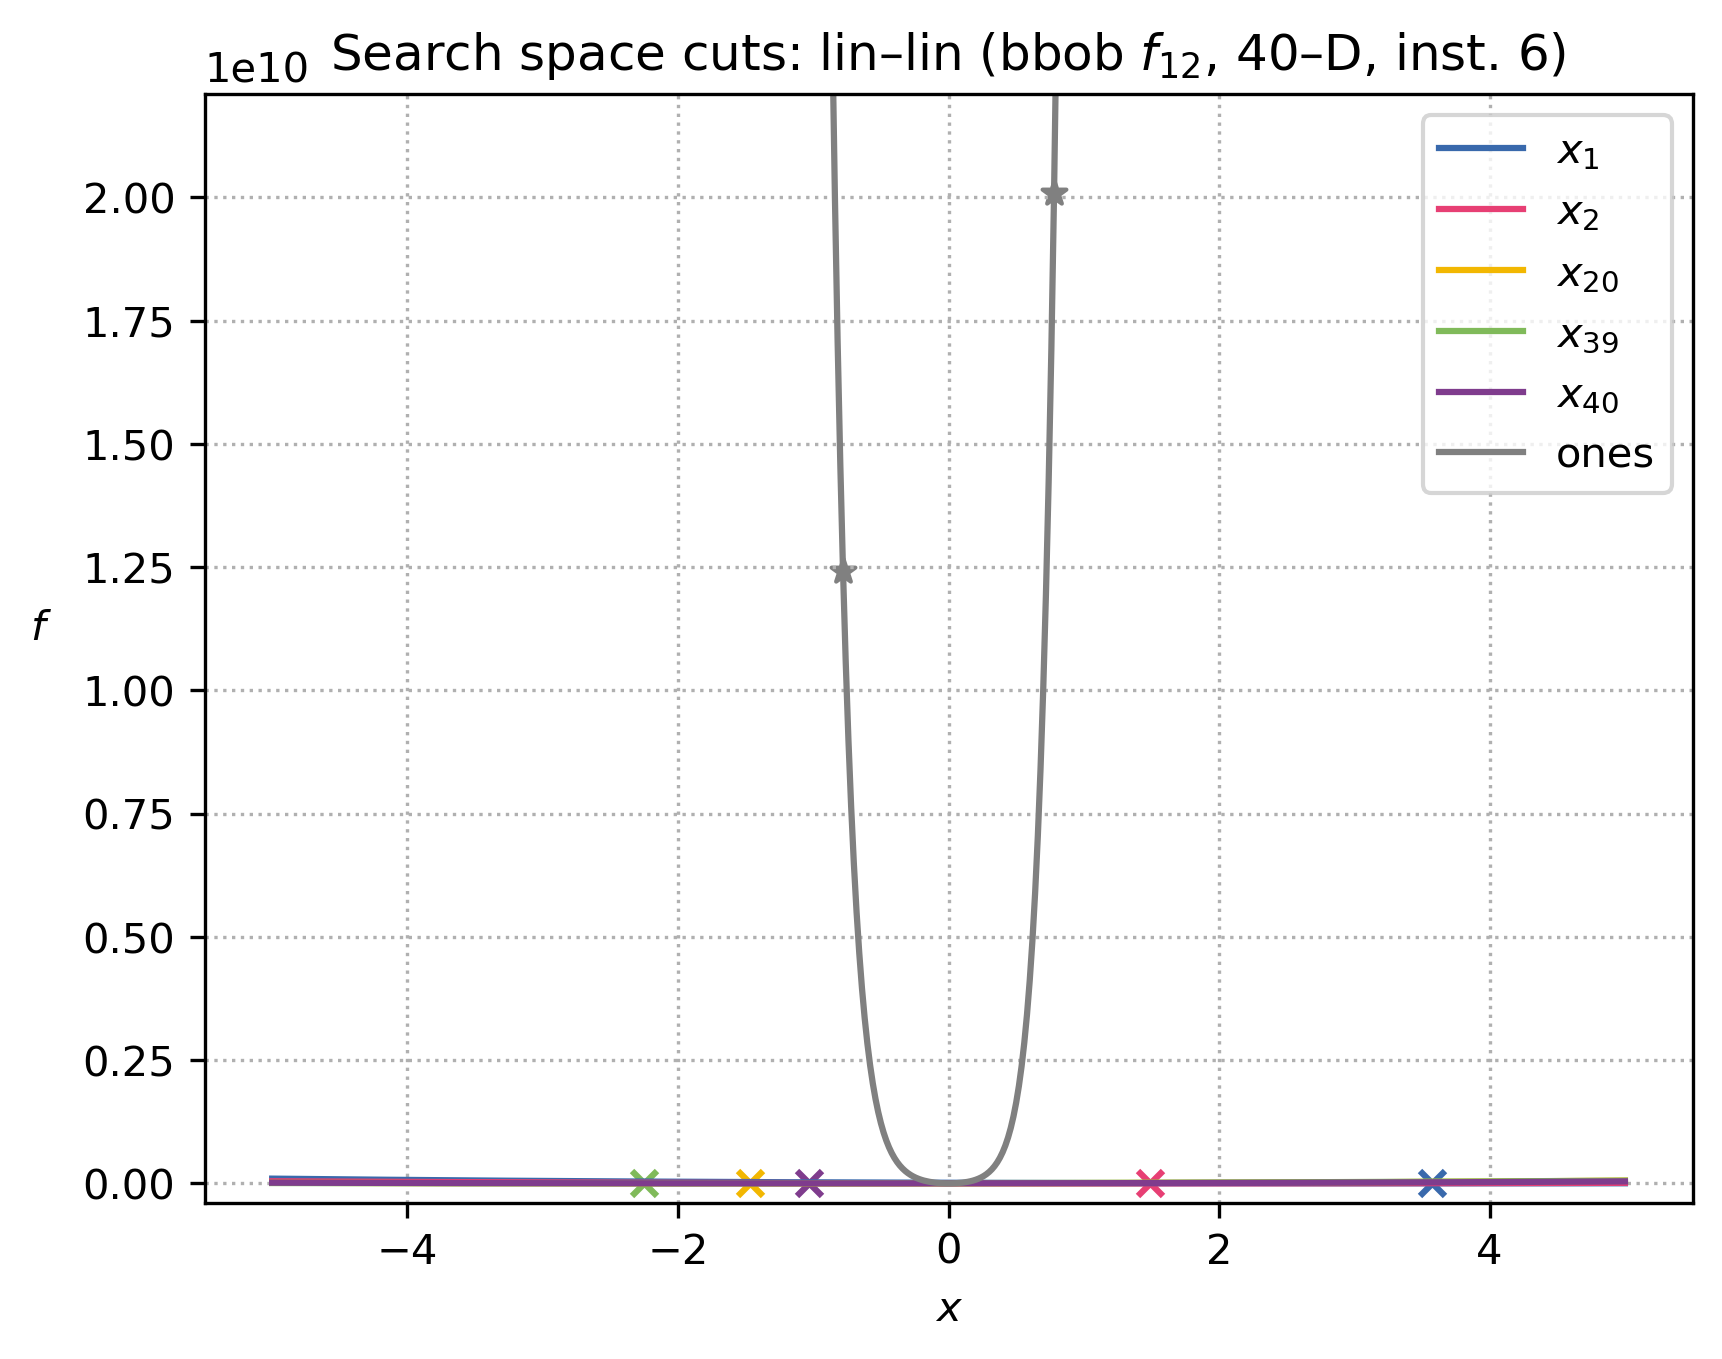 Search space cuts: lin–lin (bbob f₁₂, 40–D, inst. 6)
1e10
2.00
1.75
1.50
1.25
1.00
0.75
0.50
0.25
0.00
f
−4 −2 0 2 4
x
x₁
x₂
x₂₀
x₃₉
x₄₀
ones